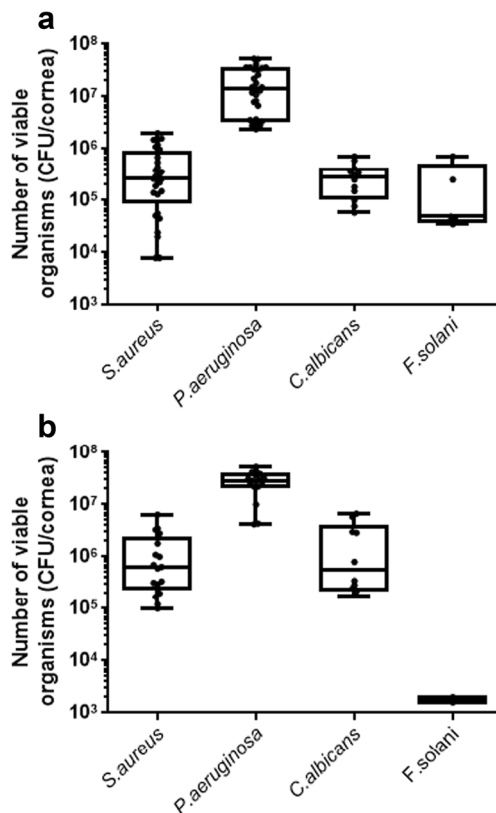 a
Number of viable
organisms (CFU/cornea)
10⁸
10⁷
10⁶
10⁵
10⁴
10³
S.aureus
P.aeruginosa
C.albicans
F.solani
b
Number of viable
organisms (CFU/cornea)
10⁸
10⁷
10⁶
10⁵
10⁴
10³
S.aureus
P.aeruginosa
C.albicans
F.solani